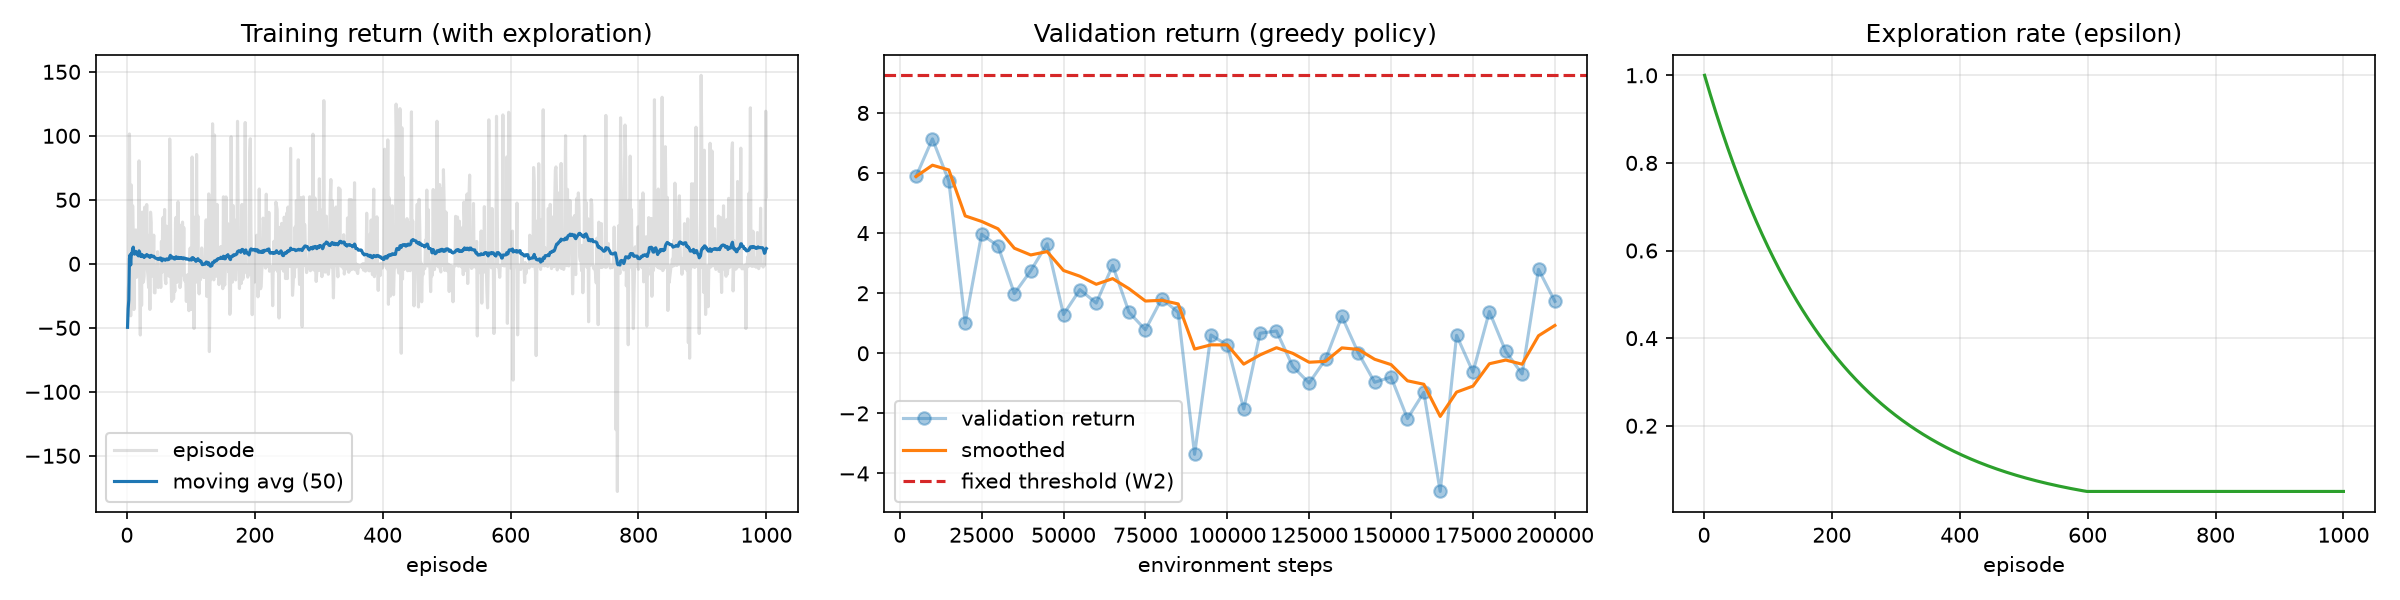 Training return (with exploration)
150
100
50
0
−50
−100
−150
episode
moving avg (50)
0 200 400 600 800 1000
episode
Validation return (greedy policy)
8
6
4
2
0
−2
−4
validation return
smoothed
fixed threshold (W2)
0 25000 50000 75000 100000 125000 150000 175000 200000
environment steps
Exploration rate (epsilon)
1.0
0.8
0.6
0.4
0.2
0 200 400 600 800 1000
episode